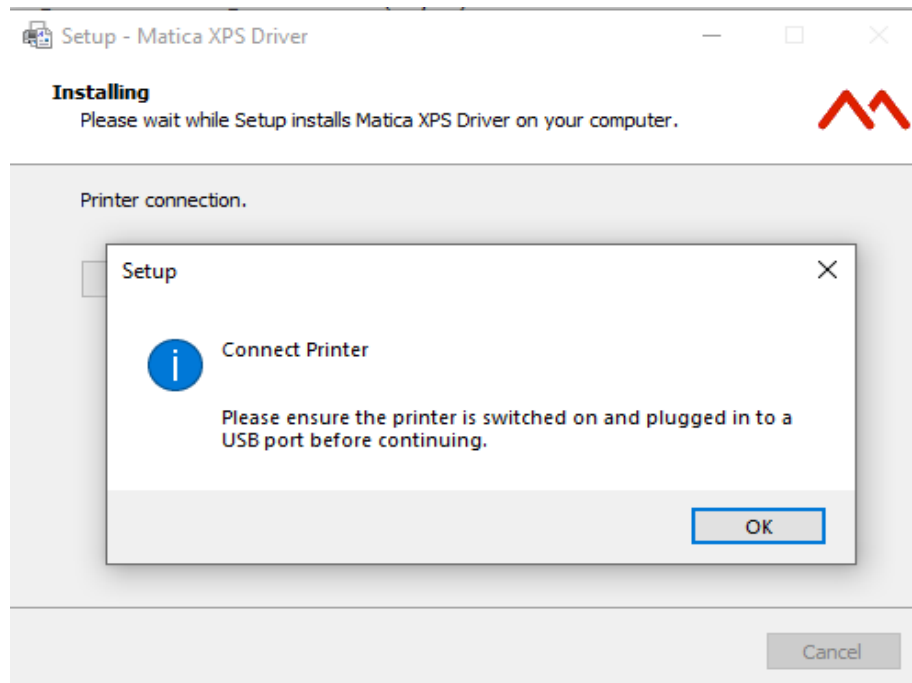 Setup - Matica XPS Driver
Installing
Please wait while Setup installs Matica XPS Driver on your computer.
Printer connection.
Setup
Connect Printer
Please ensure the printer is switched on and plugged in to a
USB port before continuing.
OK
Cancel